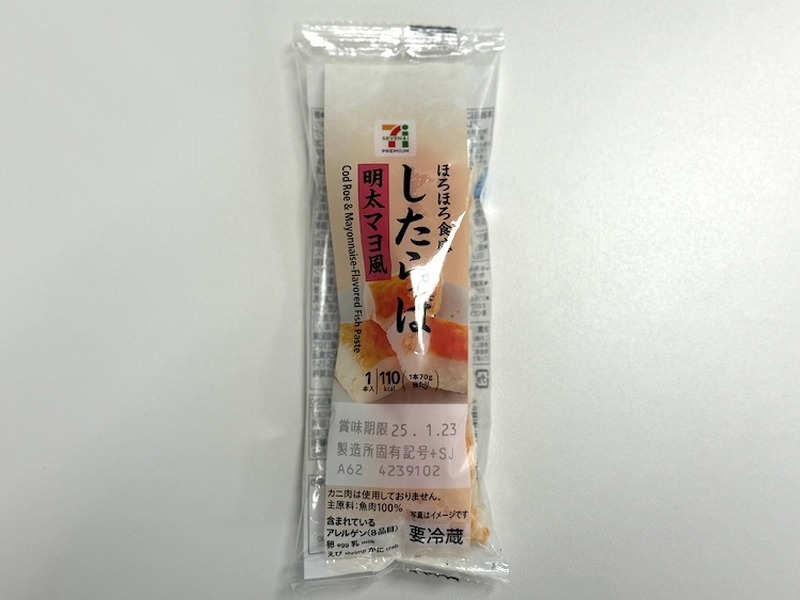 SEVEN&i
PREMIUM
ほろほろ食感
したらば
明太マヨ風
Cod Roe & Mayonnaise-Flavored Fish Paste
1本入
110kcal
(1本70g当たり)
賞味期限 25. 1.23
製造所固有記号+SJ
A62 4239102
カニ肉は使用しておりません。
主原料:魚肉100%
写真はイメージです
含まれている
アレルゲン(8品目)
要冷蔵
卵 egg 乳 milk
えび shrimp かに crab